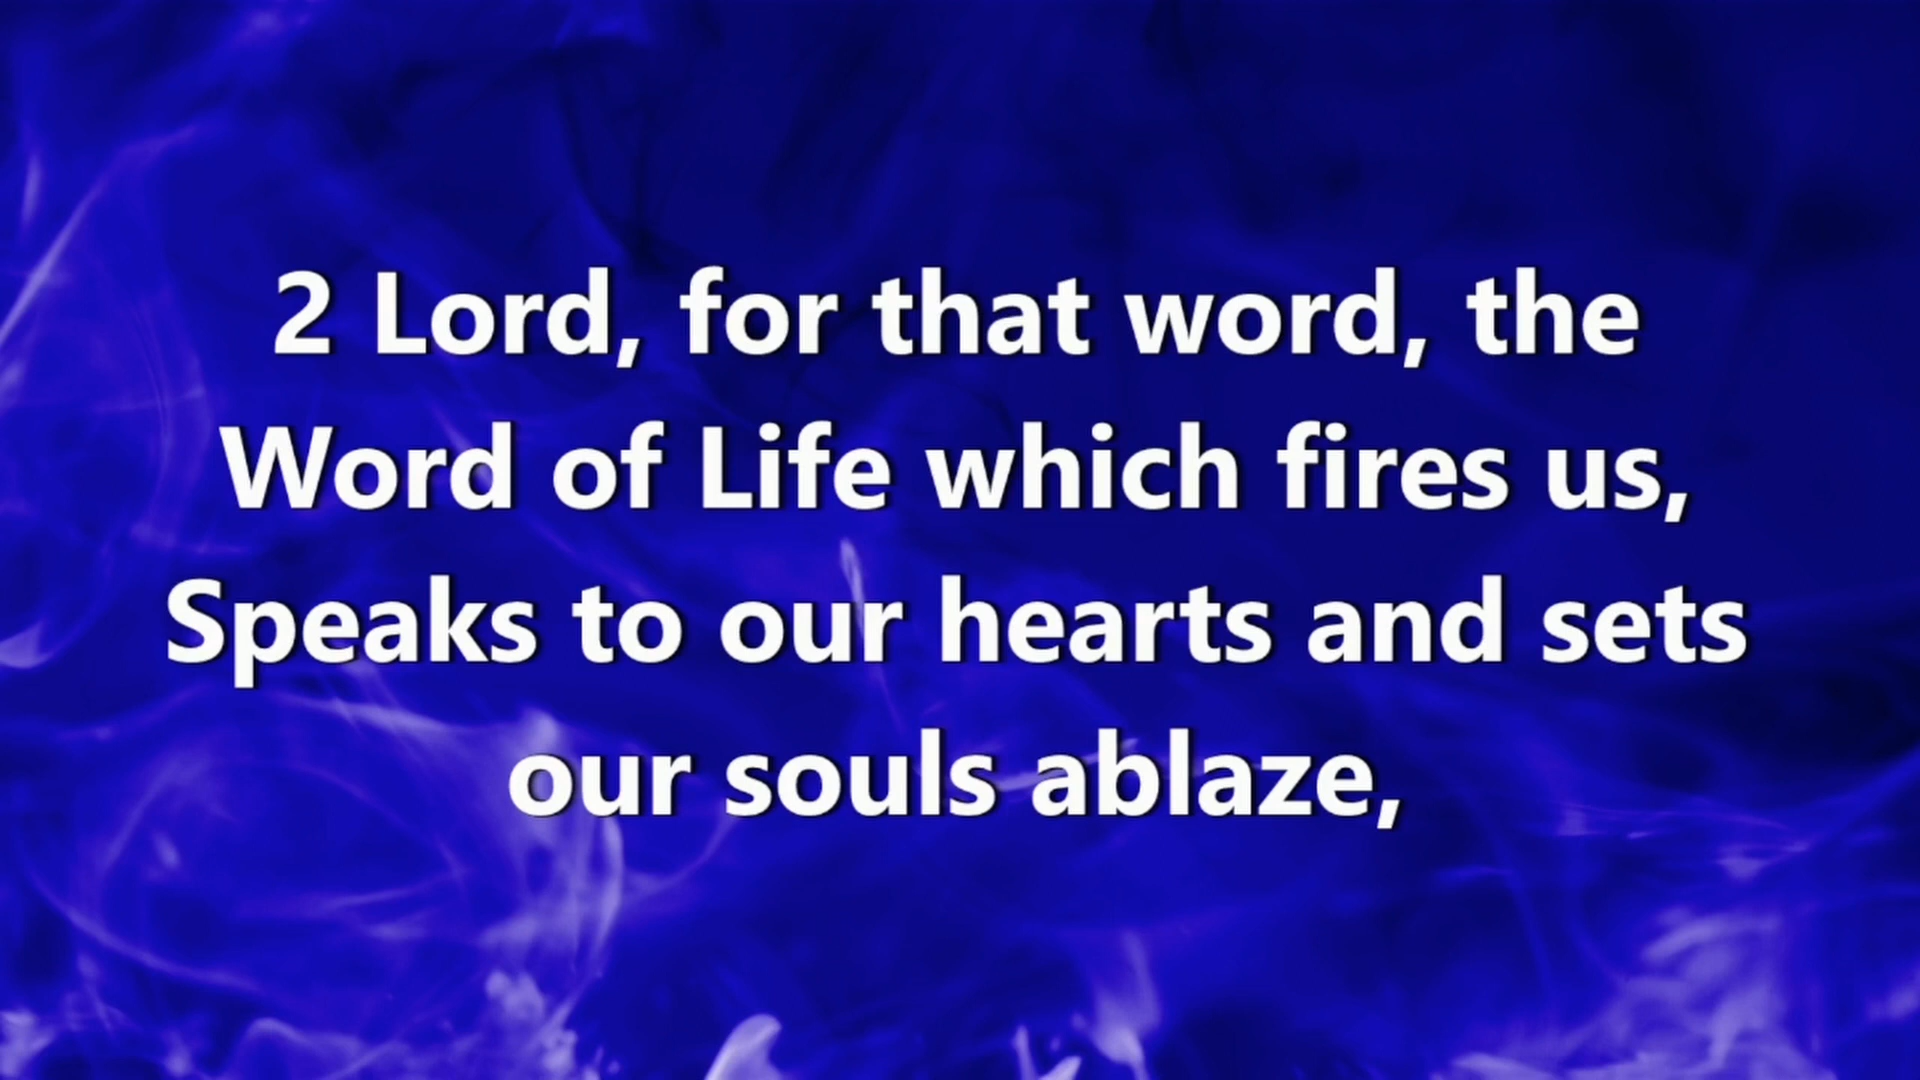 2 Lord, for that word, the
Word of Life which fires us,
Speaks to our hearts and sets
our souls ablaze,